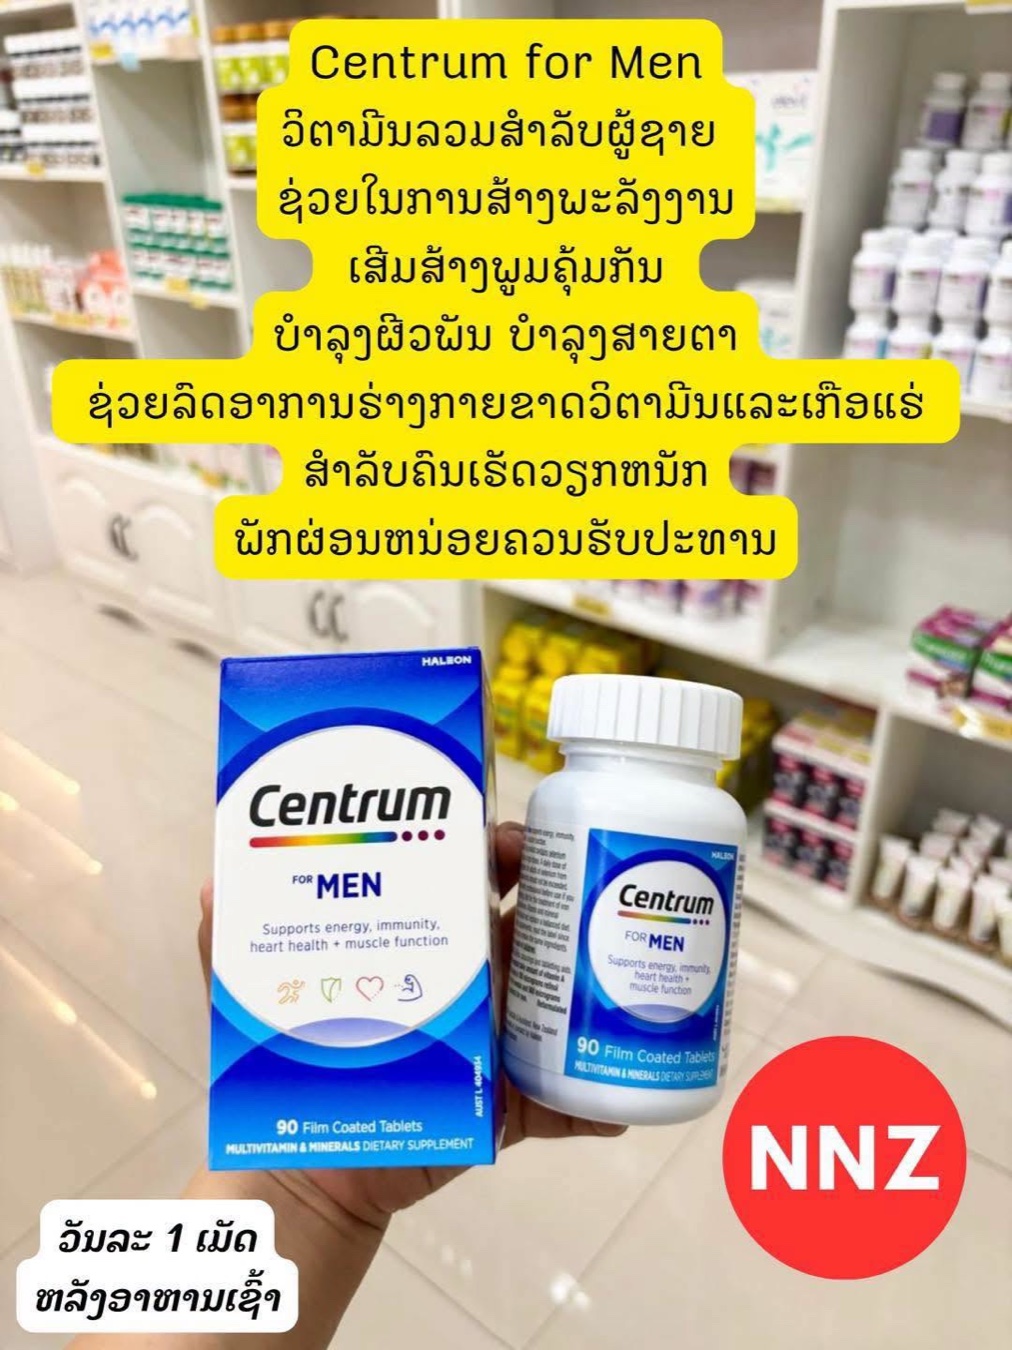 Centrum for Men
ວິຕາມີນລວມສຳລັບຜູ້ຊາຍ
ຊ່ວຍໃນການສ້າງພະລັງງານ
ເສີມສ້າງພູມຄຸ້ມກັນ
ບຳລຸງຜີວພັນ ບຳລຸງສາຍຕາ
ຊ່ວຍລົດອາການຮ່າງກາຍຂາດວິຕາມີນແລະເກືອແຮ່
ສຳລັບຄົນເຮັດວຽກຫນັກ
ພັກຜ່ອນຫນ່ອຍຄວນຮັບປະທານ
HALEON
Centrum
FOR MEN
Supports energy, immunity,
heart health + muscle function
AUST L 404934
90 Film Coated Tablets
MULTIVITAMIN & MINERALS DIETARY SUPPLEMENT
HALEON
Centrum
FOR MEN
Supports energy, immunity,
heart health +
muscle function
90 Film Coated Tablets
MULTIVITAMIN & MINERALS DIETARY SUPPLEMENT
NNZ
ວັນລະ 1 ເມັດ
ຫລັງອາຫານເຊົ້າ